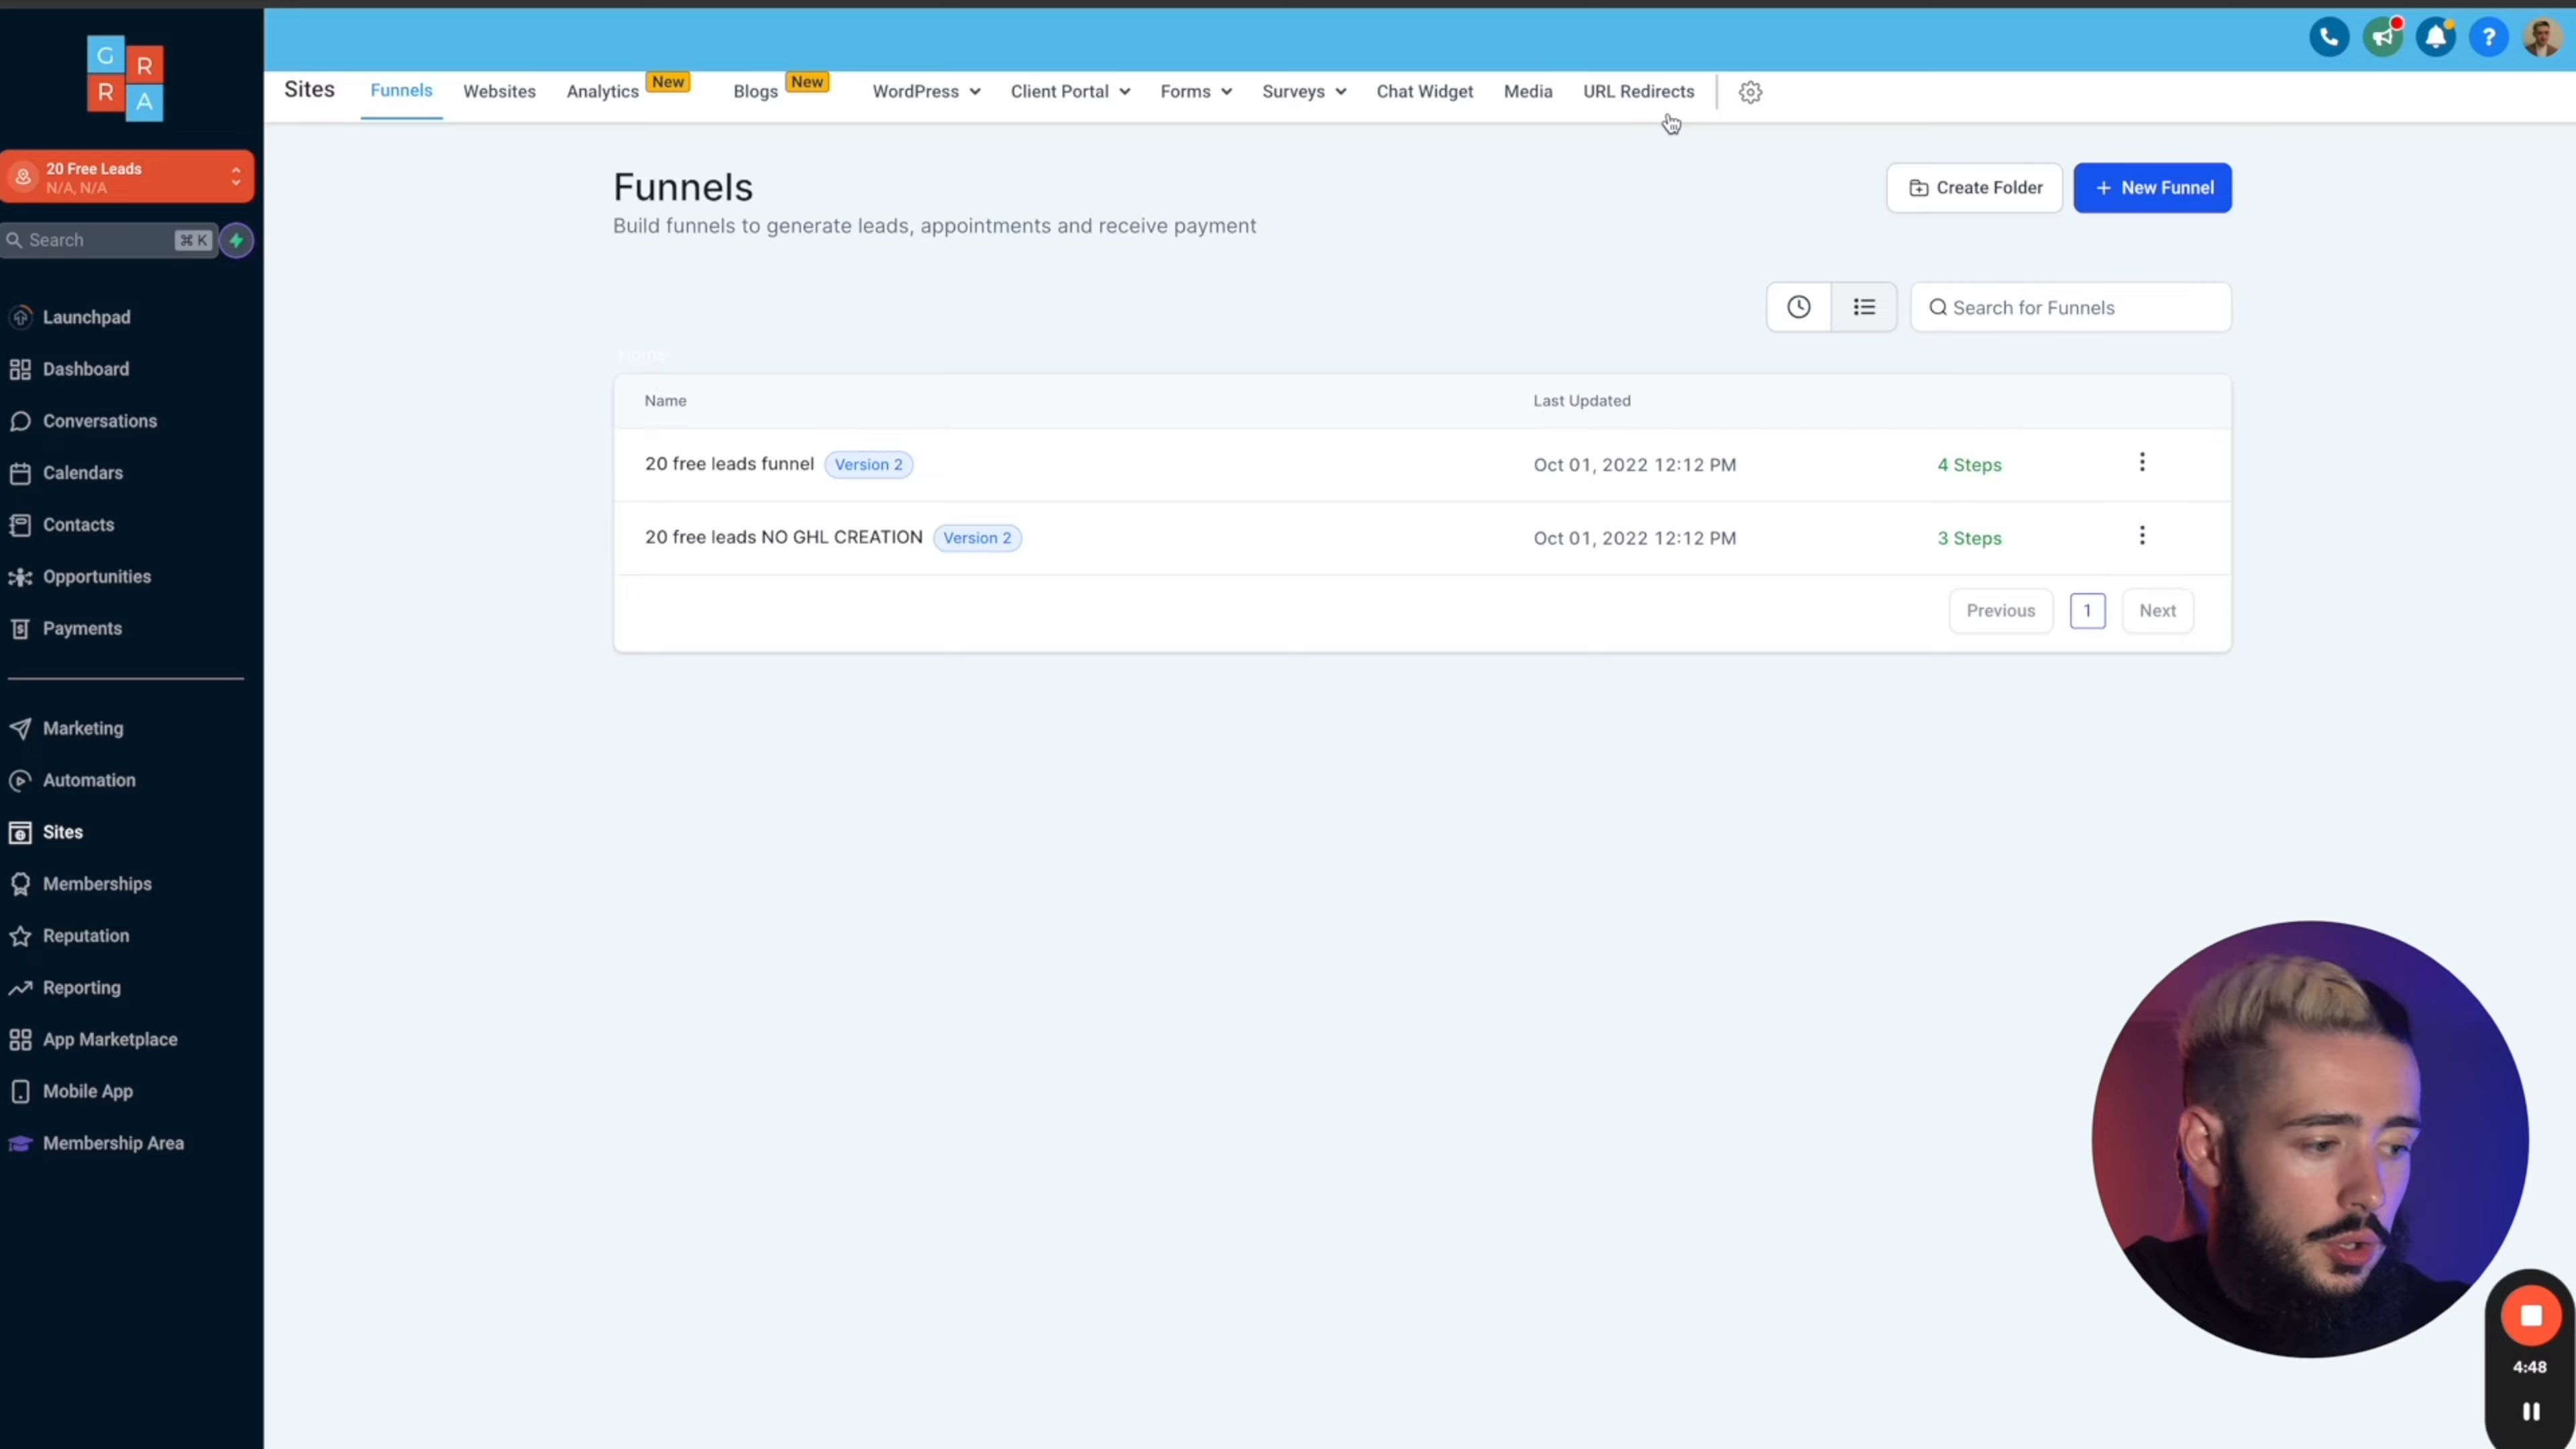 G R
R A
20 Free Leads
N/A, N/A
Search ⌘ K
Launchpad
Dashboard
Conversations
Calendars
Contacts
Opportunities
Payments
Marketing
Automation
Sites
Memberships
Reputation
Reporting
App Marketplace
Mobile App
Membership Area
Sites Funnels Websites Analytics New Blogs New WordPress Client Portal Forms Surveys Chat Widget Media URL Redirects
?
Funnels
Build funnels to generate leads, appointments and receive payment
Create Folder
+ New Funnel
Search for Funnels
Home
Name Last Updated
20 free leads funnel Version 2 Oct 01, 2022 12:12 PM 4 Steps
20 free leads NO GHL CREATION Version 2 Oct 01, 2022 12:12 PM 3 Steps
Previous 1 Next
4:48